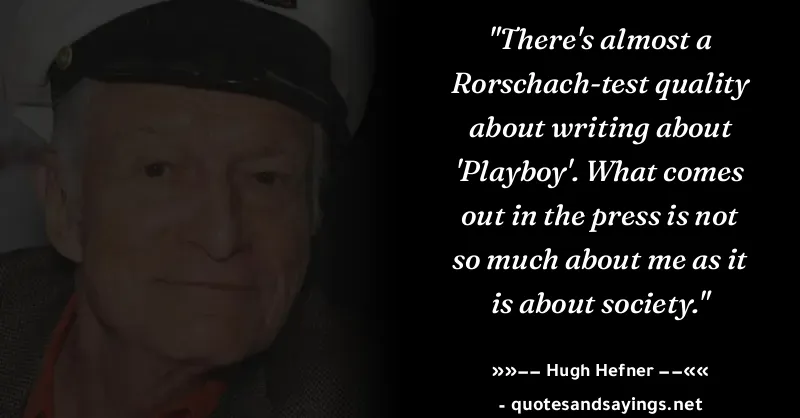 "There's almost a
Rorschach-test quality
about writing about
'Playboy'. What comes
out in the press is not
so much about me as it
is about society."
»»−− Hugh Hefner −−««
- quotesandsayings.net